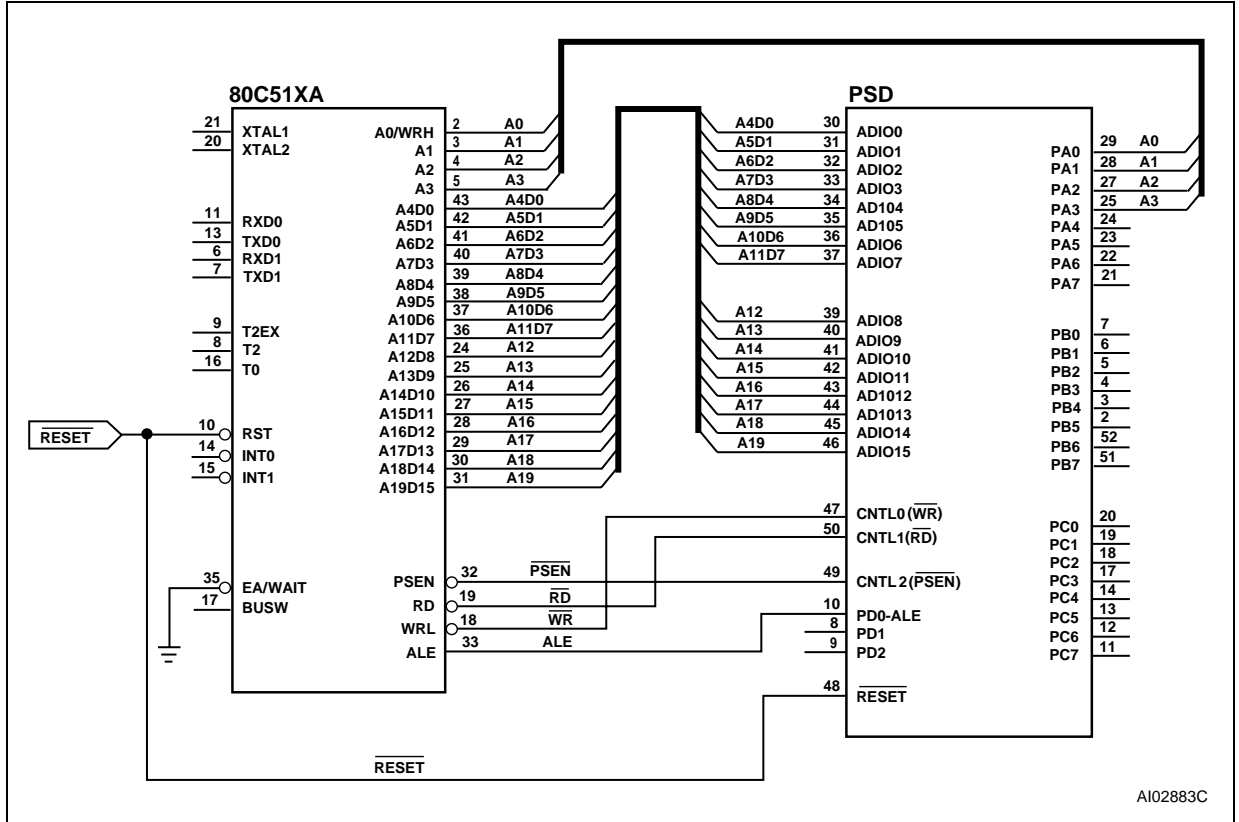 80C51XA
21 XTAL1
20 XTAL2
11 RXD0
13 TXD0
6 RXD1
7 TXD1
9 T2EX
8 T2
16 T0
RESET
10 RST
14 INT0
15 INT1
35 EA/WAIT
17 BUSW
A0/WRH 2 A0
A1 3 A1
A2 4 A2
A3 5 A3
A4D0 43 A4D0
A5D1 42 A5D1
A6D2 41 A6D2
A7D3 40 A7D3
A8D4 39 A8D4
A9D5 38 A9D5
A10D6 37 A10D6
A11D7 36 A11D7
A12D8 24 A12
A13D9 25 A13
A14D10 26 A14
A15D11 27 A15
A16D12 28 A16
A17D13 29 A17
A18D14 30 A18
A19D15 31 A19
PSEN 32 PSEN
RD 19 RD
WRL 18 WR
ALE 33 ALE
RESET
PSD
A4D0 30 ADIO0
A5D1 31 ADIO1
A6D2 32 ADIO2
A7D3 33 ADIO3
A8D4 34 AD104
A9D5 35 AD105
A10D6 36 ADIO6
A11D7 37 ADIO7
A12 39 ADIO8
A13 40 ADIO9
A14 41 ADIO10
A15 42 ADIO11
A16 43 AD1012
A17 44 AD1013
A18 45 ADIO14
A19 46 ADIO15
47 CNTL0(WR)
50 CNTL1(RD)
49 CNTL2(PSEN)
10 PD0-ALE
8 PD1
9 PD2
48 RESET
PA0 29 A0
PA1 28 A1
PA2 27 A2
PA3 25 A3
PA4 24
PA5 23
PA6 22
PA7 21
PB0 7
PB1 6
PB2 5
PB3 4
PB4 3
PB5 2
PB6 52
PB7 51
PC0 20
PC1 19
PC2 18
PC3 17
PC4 14
PC5 13
PC6 12
PC7 11
AI02883C